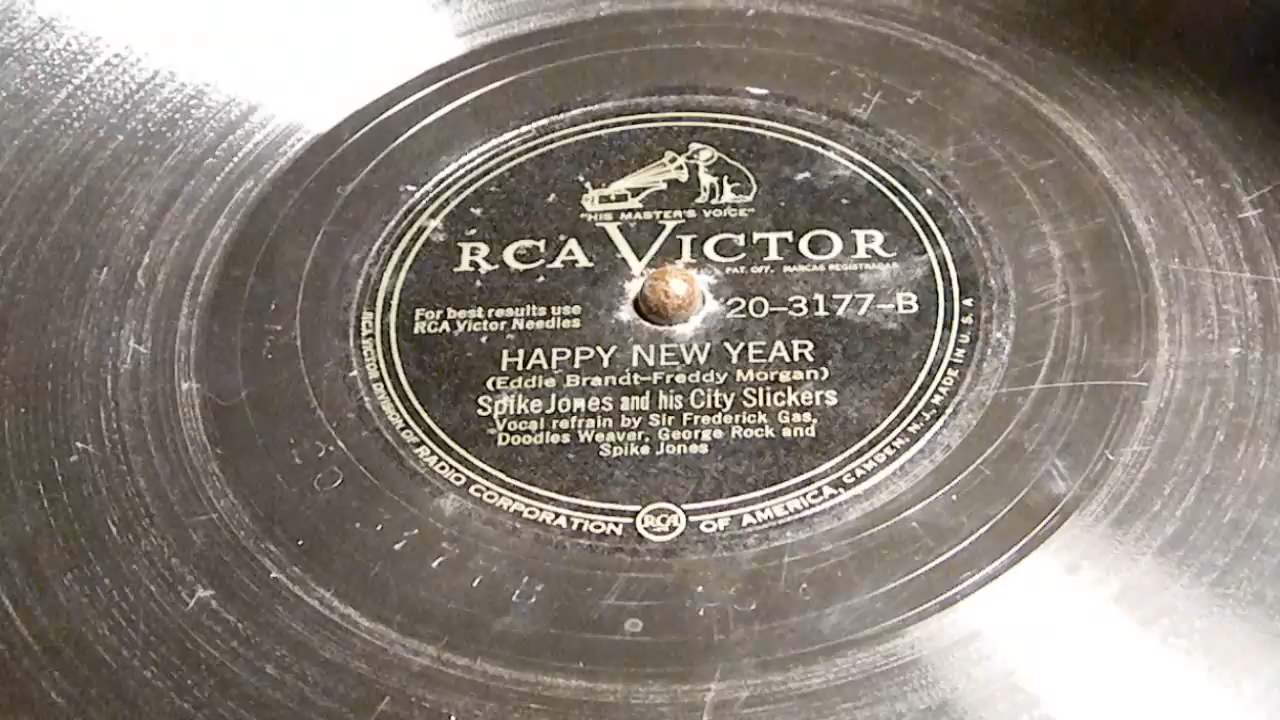 "HIS MASTER'S VOICE"
RCA VICTOR
PAT. OFF. MARCAS REGISTRADAS
20-3177-B
For best results use
RCA Victor Needles
HAPPY NEW YEAR
(Eddie Brandt-Freddy Morgan)
Spike Jones and his City Slickers
Vocal refrain by Sir Frederick Gas,
Doodles Weaver, George Rock and
Spike Jones
RCA VICTOR DIVISION OF RADIO CORPORATION RCA OF AMERICA, CAMDEN, N.J. MADE IN U.S.A